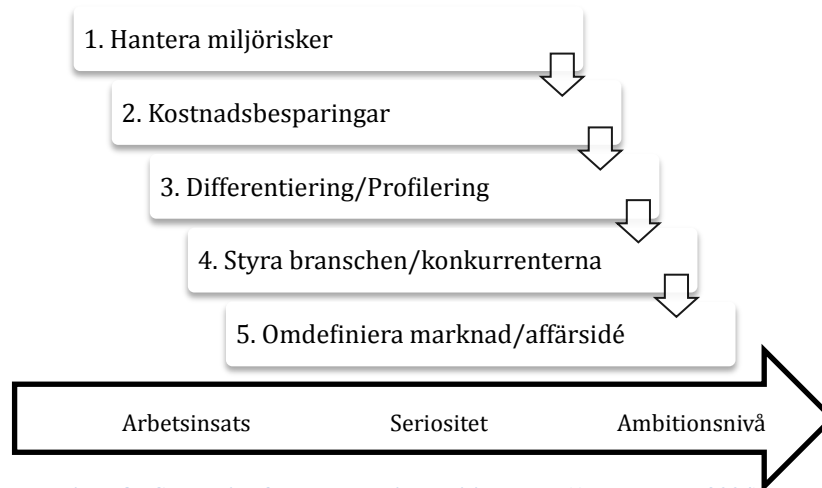 1. Hantera miljörisker
2. Kostnadsbesparingar
3. Differentiering/Profilering
4. Styra branschen/konkurrenterna
5. Omdefiniera marknad/affärsidé
Arbetsinsats Seriositet Ambitionsnivå